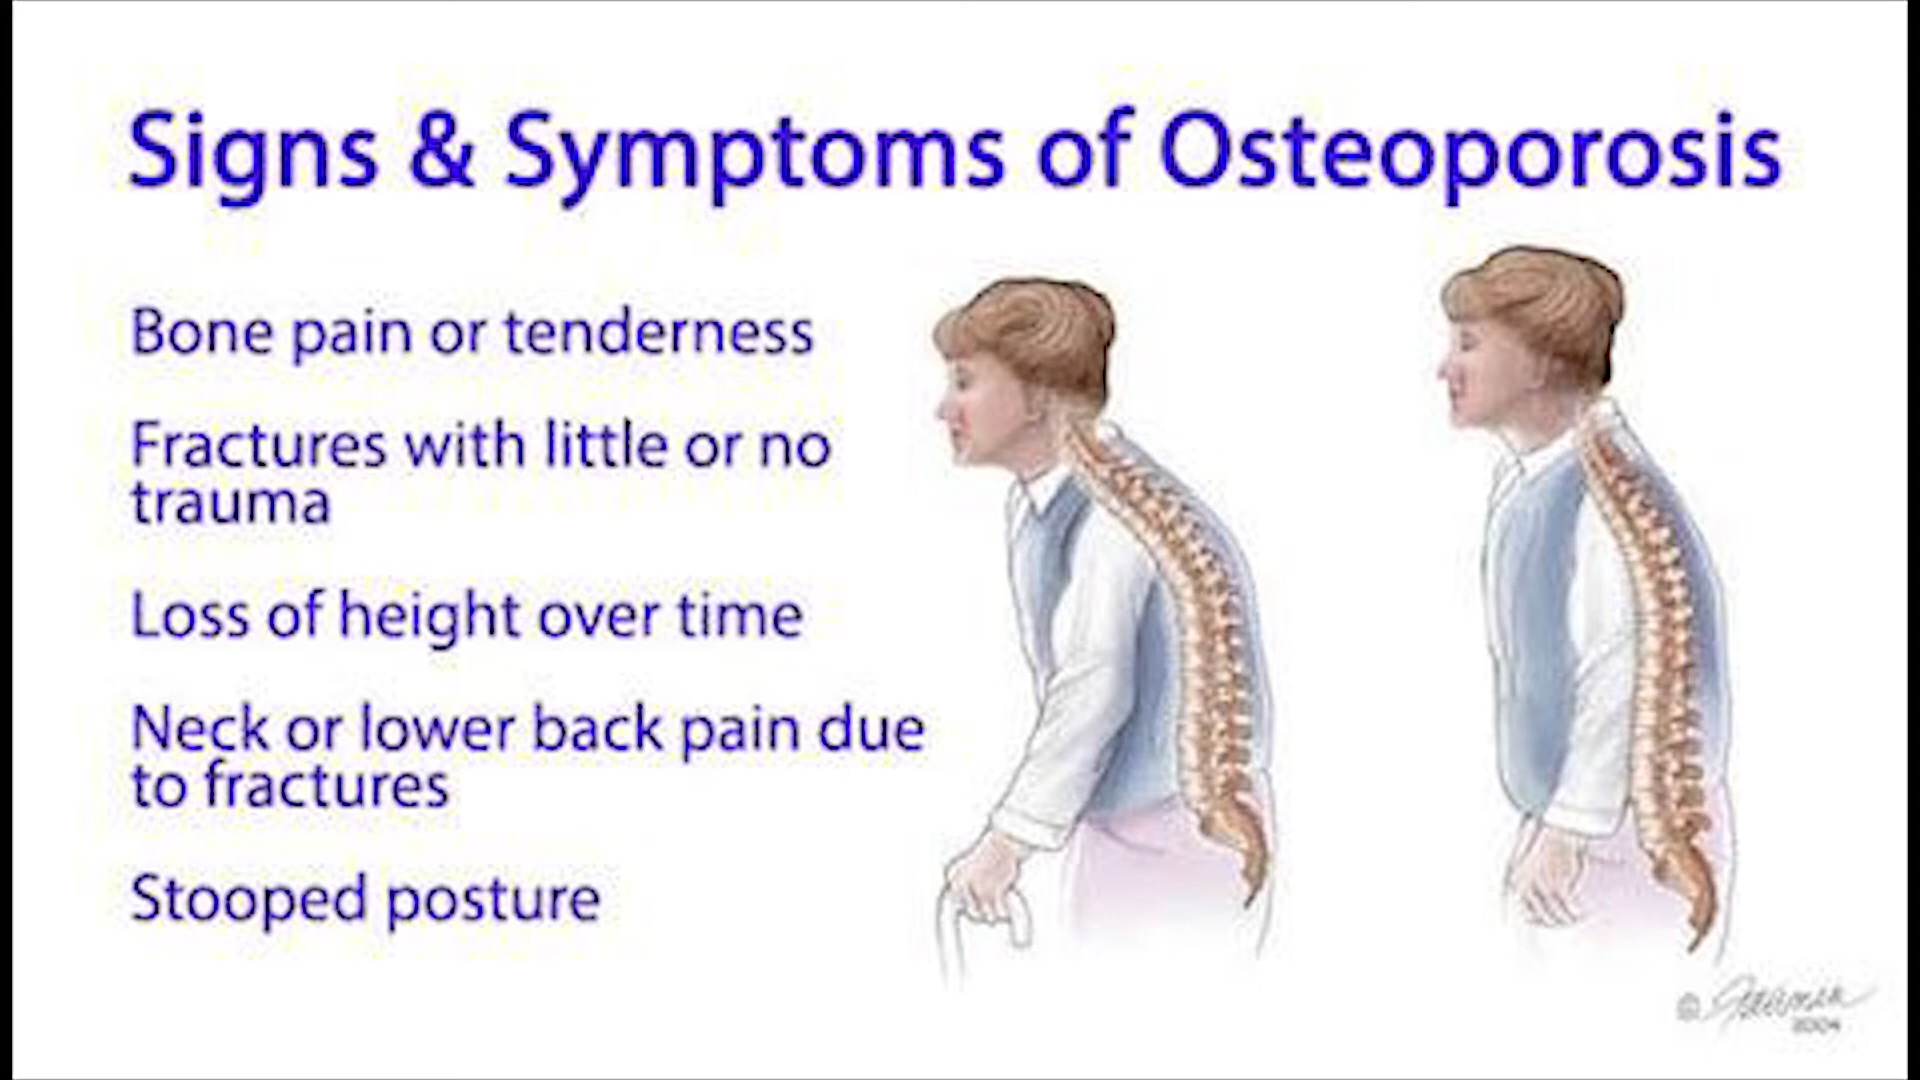 Signs & Symptoms of Osteoporosis
Bone pain or tenderness
Fractures with little or no
trauma
Loss of height over time
Neck or lower back pain due
to fractures
Stooped posture
©
2004